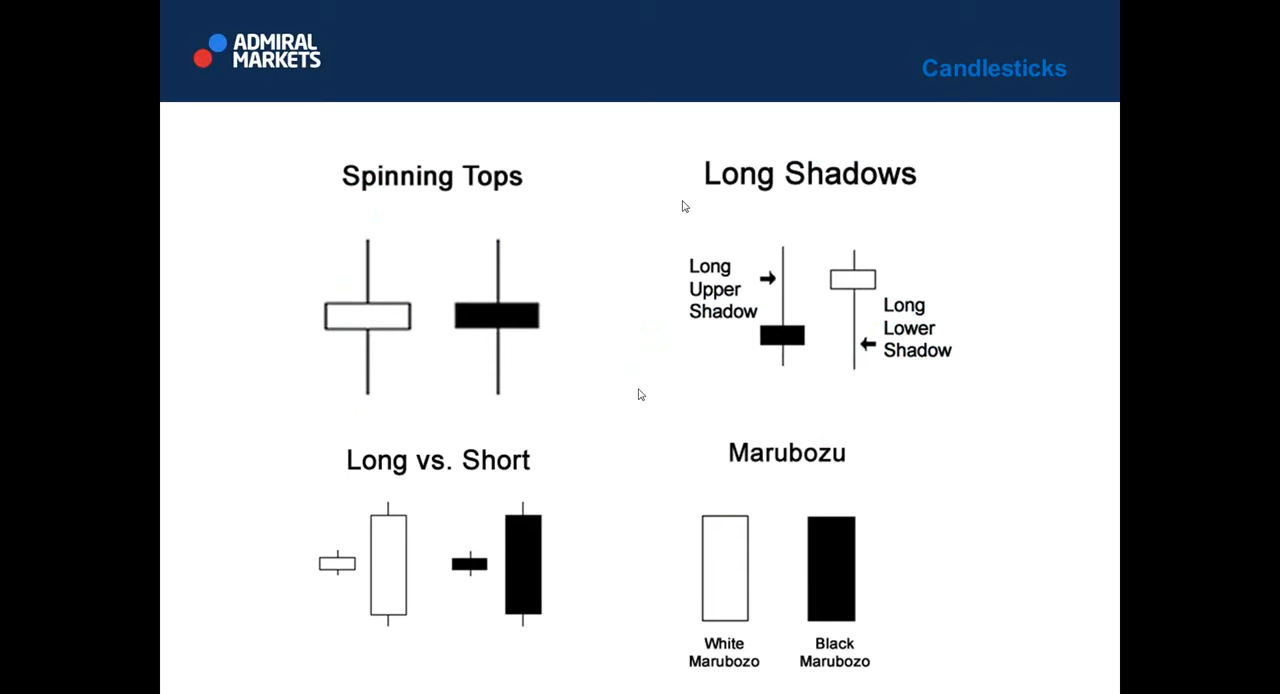 ADMIRAL
MARKETS
Candlesticks
Spinning Tops
Long Shadows
Long
Upper
Shadow
Long
Lower
Shadow
Long vs. Short
Marubozu
White
Marubozo
Black
Marubozo